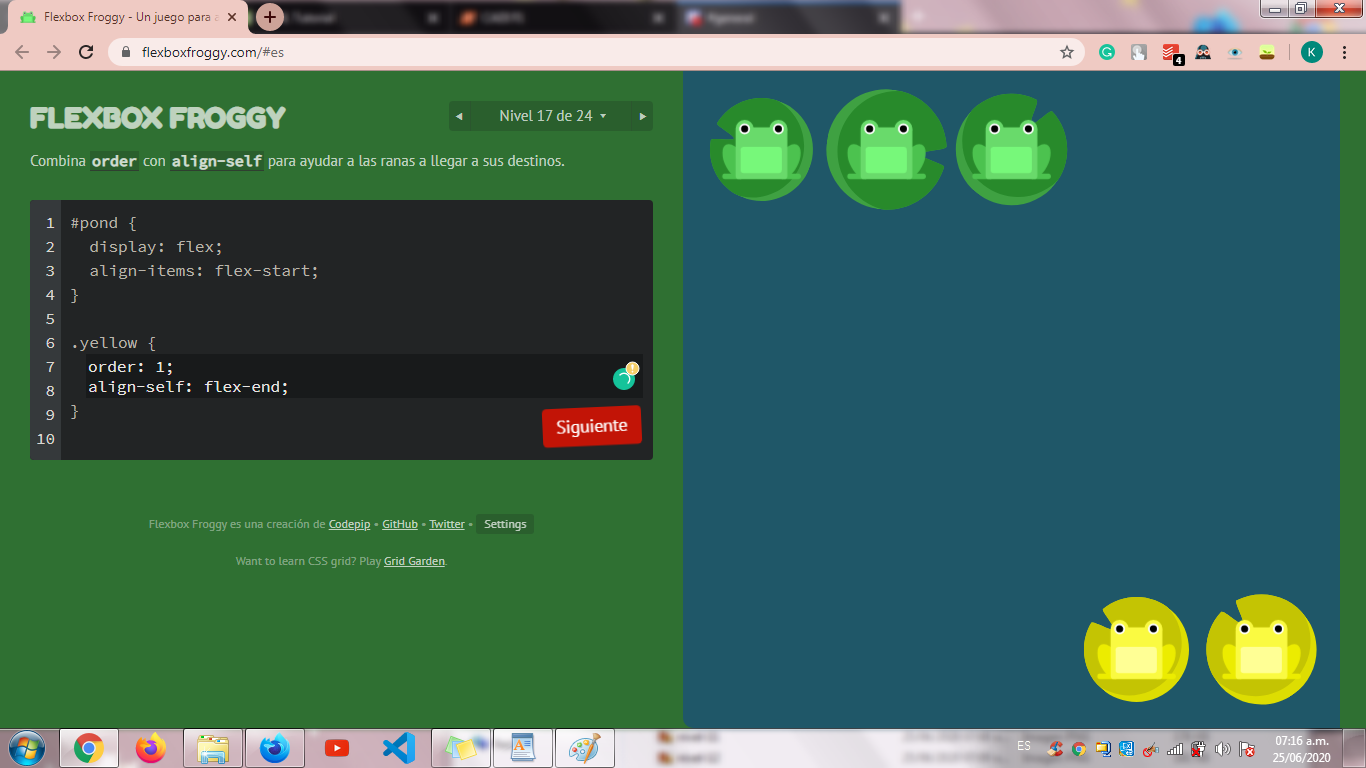 Flexbox Froggy - Un juego para a
flexboxfroggy.com/#es
4
K
FLEXBOX FROGGY
Nivel 17 de 24
Combina order con align-self para ayudar a las ranas a llegar a sus destinos.
1 #pond {
2 display: flex;
3 align-items: flex-start;
4 }
5
6 .yellow {
7 order: 1;
8 align-self: flex-end;
9 }
10
Siguiente
Flexbox Froggy es una creación de Codepip • GitHub • Twitter • Settings
Want to learn CSS grid? Play Grid Garden.
ES
07:16 a.m.
25/06/2020